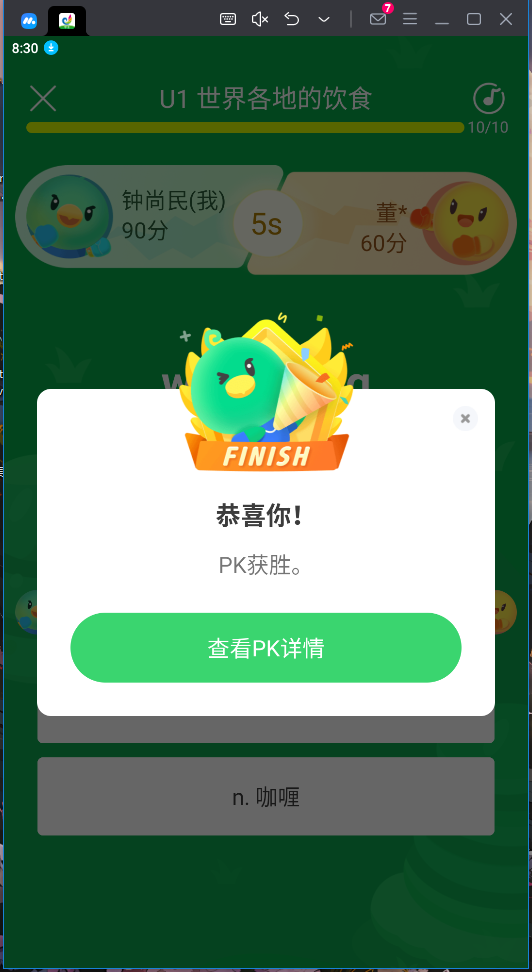 7
8:30
U1 世界各地的饮食
10/10
钟尚民(我)
90分
5s
董*
60分
FINISH
恭喜你!
PK获胜。
查看PK详情
n. 咖喱